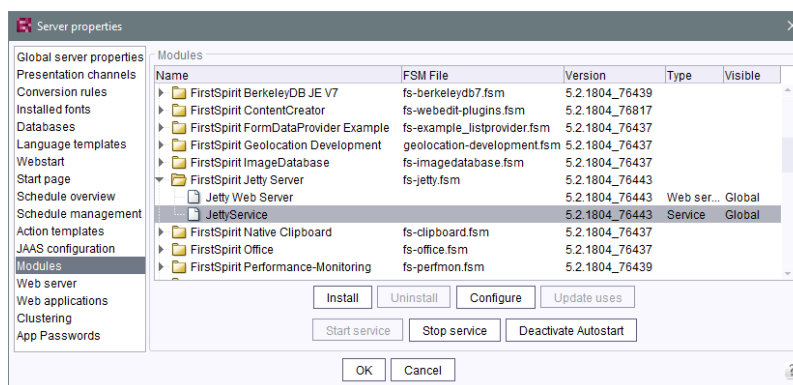 Server properties
Global server properties
Presentation channels
Conversion rules
Installed fonts
Databases
Language templates
Webstart
Start page
Schedule overview
Schedule management
Action templates
JAAS configuration
Modules
Web server
Web applications
Clustering
App Passwords
Modules
Name FSM File Version Type Visible
FirstSpirit BerkeleyDB JE V7 fs-berkeleydb7.fsm 5.2.1804_76439
FirstSpirit ContentCreator fs-webedit-plugins.fsm 5.2.1804_76817
FirstSpirit FormDataProvider Example fs-example_listprovider.fsm 5.2.1804_76437
FirstSpirit Geolocation Development geolocation-development.fsm 5.2.1804_76437
FirstSpirit ImageDatabase fs-imagedatabase.fsm 5.2.1804_76437
FirstSpirit Jetty Server fs-jetty.fsm 5.2.1804_76443
Jetty Web Server 5.2.1804_76443 Web ser... Global
JettyService 5.2.1804_76443 Service Global
FirstSpirit Native Clipboard fs-clipboard.fsm 5.2.1804_76437
FirstSpirit Office fs-office.fsm 5.2.1804_76437
FirstSpirit Performance-Monitoring fs-perfmon.fsm 5.2.1804_76439
Install Uninstall Configure Update uses
Start service Stop service Deactivate Autostart
OK Cancel